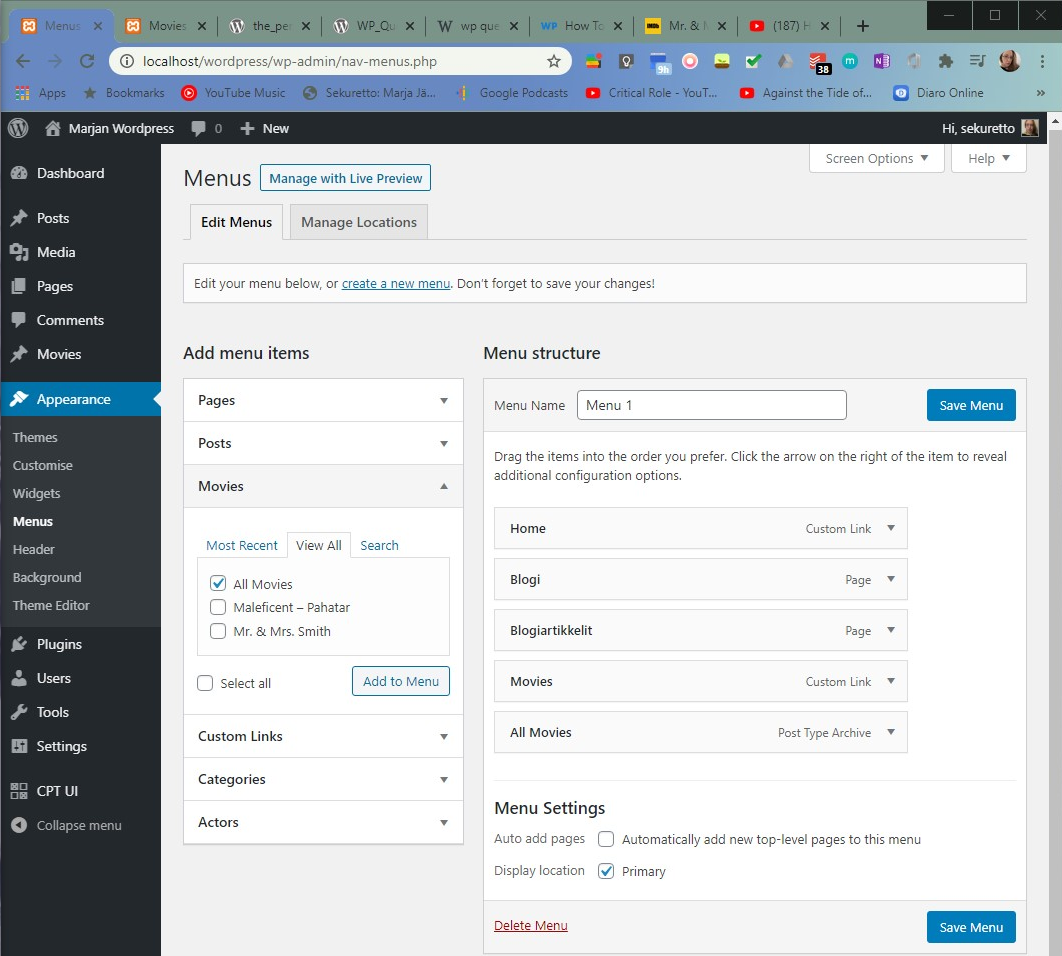 Menus
Movies
the_per
WP_Qu
wp que
How To
Mr. & M
(187) H
localhost/wordpress/wp-admin/nav-menus.php
9h
38
Apps
Bookmarks
YouTube Music
Sekuretto: Marja Jä...
Google Podcasts
Critical Role - YouT...
Against the Tide of...
Diaro Online
»
Marjan Wordpress
0
New
Hi, sekuretto
Dashboard
Posts
Media
Pages
Comments
Movies
Appearance
Themes
Customise
Widgets
Menus
Header
Background
Theme Editor
Plugins
Users
Tools
Settings
CPT UI
Collapse menu
Screen Options
Help
Menus
Manage with Live Preview
Edit Menus
Manage Locations
Edit your menu below, or create a new menu. Don’t forget to save your changes!
Add menu items
Pages
Posts
Movies
Most Recent
View All
Search
All Movies
Maleficent – Pahatar
Mr. & Mrs. Smith
Select all
Add to Menu
Custom Links
Categories
Actors
Menu structure
Menu Name
Menu 1
Save Menu
Drag the items into the order you prefer. Click the arrow on the right of the item to reveal
additional configuration options.
Home
Custom Link
Blogi
Page
Blogiartikkelit
Page
Movies
Custom Link
All Movies
Post Type Archive
Menu Settings
Auto add pages
Automatically add new top-level pages to this menu
Display location
Primary
Delete Menu
Save Menu